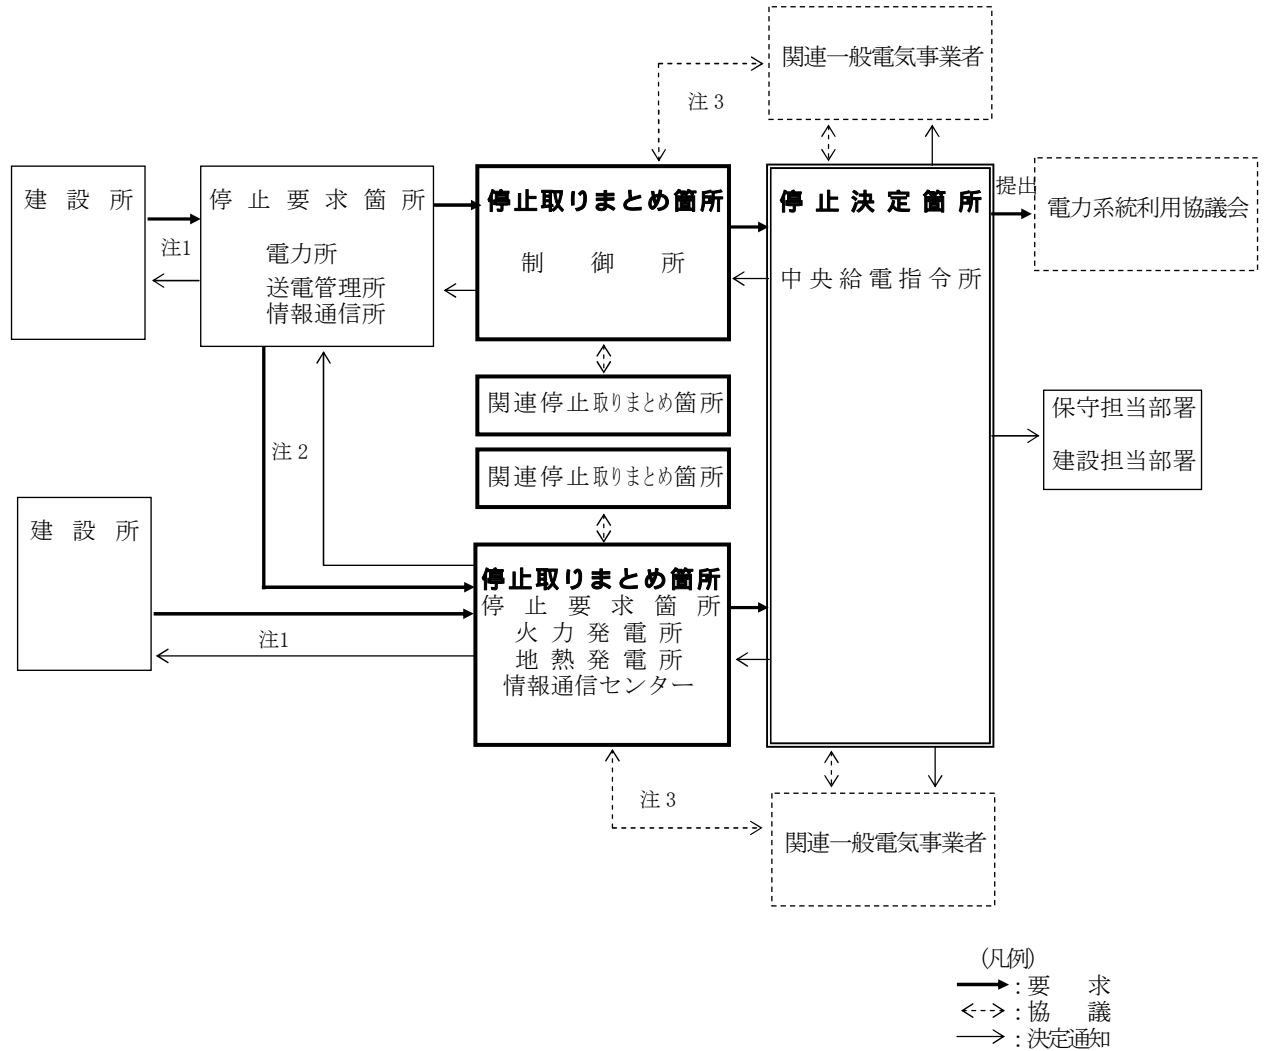 関連一般電気事業者
注３
建設所
注1
停止要求箇所
電力所
送電管理所
情報通信所
停止取りまとめ箇所
制御所
停止決定箇所
中央給電指令所
提出
電力系統利用協議会
関連停止取りまとめ箇所
関連停止取りまとめ箇所
保守担当部署
建設担当部署
注２
建設所
注1
停止取りまとめ箇所
停止要求箇所
火力発電所
地熱発電所
情報通信センター
注３
関連一般電気事業者
(凡例)
：要求
：協議
：決定通知